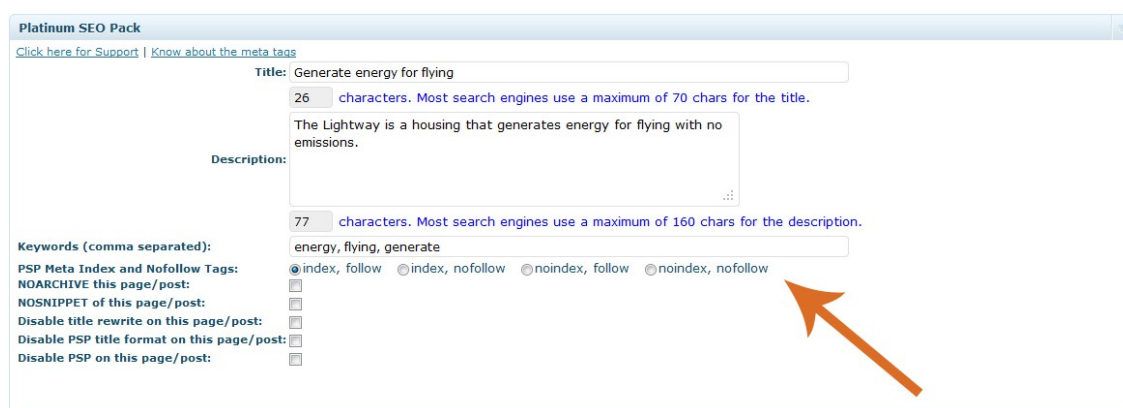 Platinum SEO Pack
Click here for Support | Know about the meta tags
Title: Generate energy for flying
26 characters. Most search engines use a maximum of 70 chars for the title.
The Lightway is a housing that generates energy for flying with no
emissions.
Description:
77 characters. Most search engines use a maximum of 160 chars for the description.
Keywords (comma separated): energy, flying, generate
PSP Meta Index and Nofollow Tags: index, follow index, nofollow noindex, follow noindex, nofollow
NOARCHIVE this page/post:
NOSNIPPET of this page/post:
Disable title rewrite on this page/post:
Disable PSP title format on this page/post:
Disable PSP on this page/post: